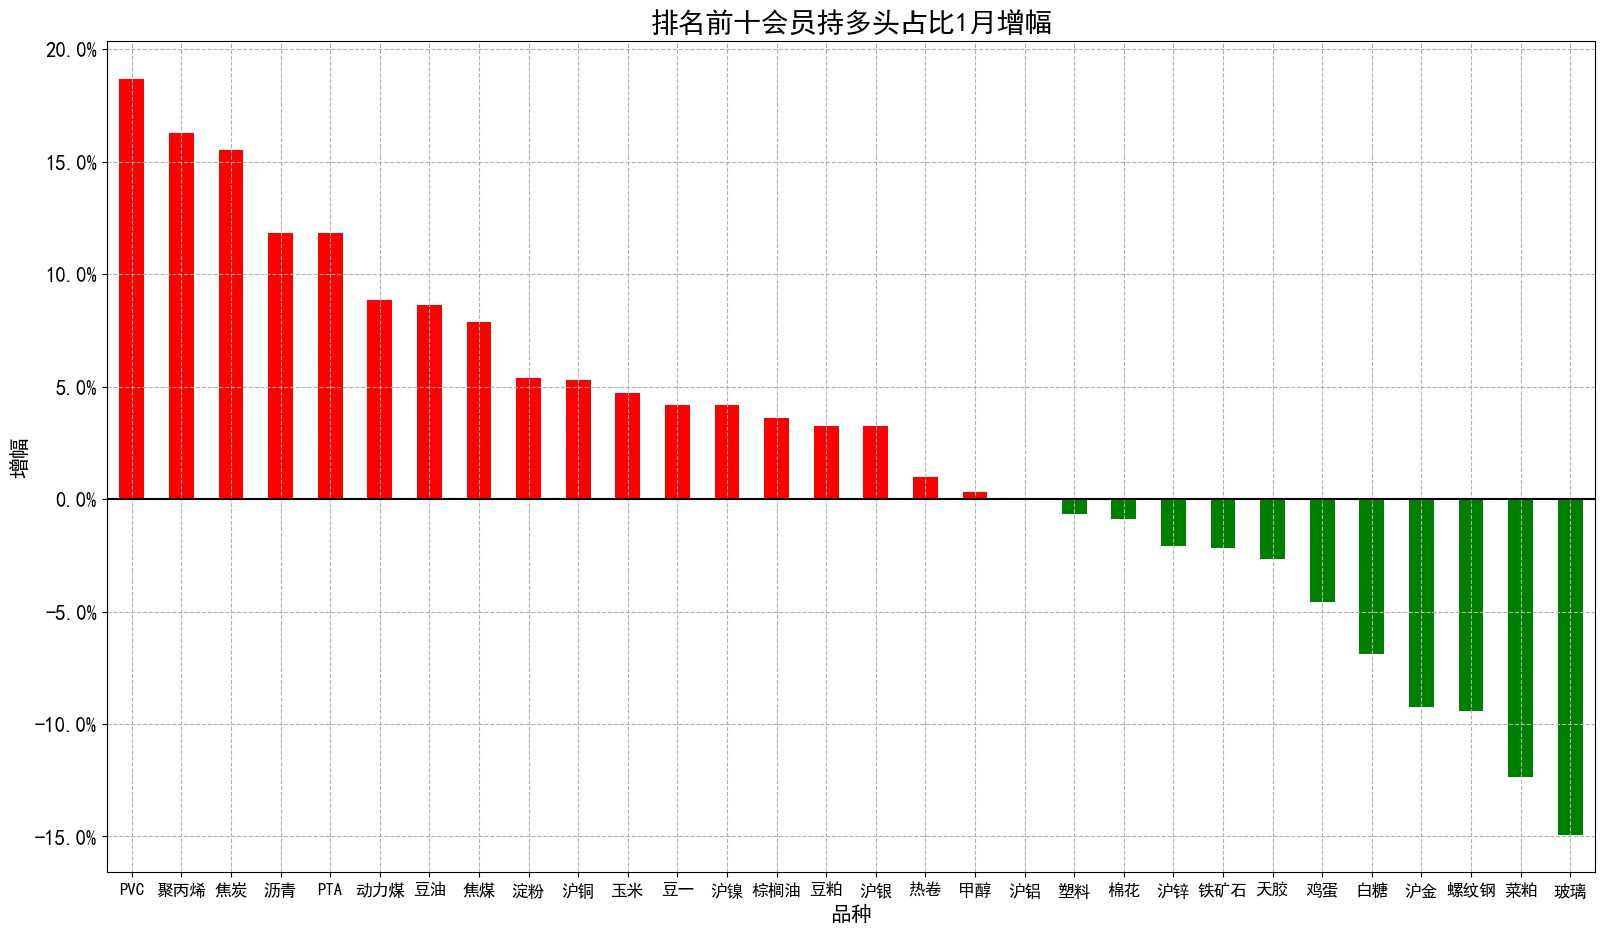 排名前十会员持多头占比1月增幅
20.0%
15.0%
10.0%
5.0%
0.0%
-5.0%
-10.0%
-15.0%
增幅
PVC 聚丙烯 焦炭 沥青 PTA 动力煤 豆油 焦煤 淀粉 沪铜 玉米 豆一 沪镍 棕榈油 豆粕 沪银 热卷 甲醇 沪铝 塑料 棉花 沪锌 铁矿石 天胶 鸡蛋 白糖 沪金 螺纹钢 菜粕 玻璃
品种